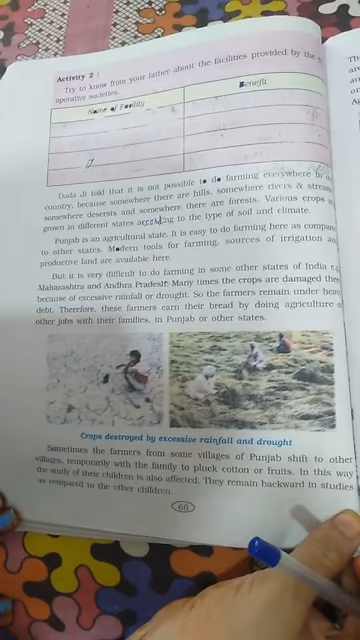 Activity 2 :
Try to know from your father about the facilities provided by the
operative societies.
Name of Facility Benefit
Dada Ji told that it is not possible to do farming everywhere in
country, because somewhere there are hills, somewhere rivers &
somewhere desserts and somewhere there are forests. Various crops
grown in different states according to the type of soil and climate.
Punjab is an agricultural state. It is easy to do farming here as
to other states. Modern tools for farming, sources of irrigation
productive land are available here.
But it is very difficult to do farming in some other states of India
Maharashtra and Andhra Pradesh. Many times the crops are damaged
because of excessive rainfall or drought. So the farmers remain under
debt. Therefore, these farmers earn their bread by doing agriculture
other jobs with their families, in Punjab or other states.
Crops destroyed by excessive rainfall and drought
Sometimes the farmers from some villages of Punjab shift to other
villages, temporarily with the family to pluck cotton or fruits. In this way
the study of their children is also affected. They remain backward in studies
as compared to the other children.
66